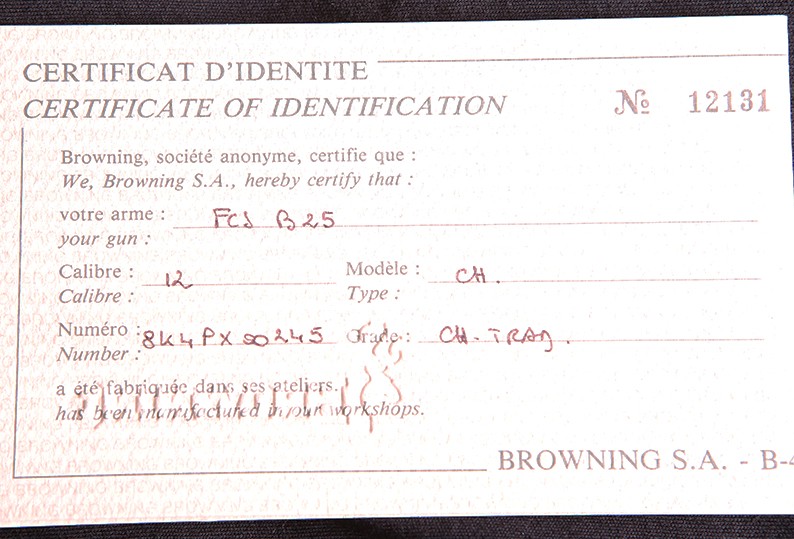 CERTIFICAT D'IDENTITE
CERTIFICATE OF IDENTIFICATION № 12131
Browning, société anonyme, certifie que :
We, Browning S.A., hereby certify that :
votre arme : FCS B25
your gun :
Calibre : 12 Modèle : CH.
Calibre : Type :
Numéro : 8K4PX00245 Grade : CH-TRAD.
Number :
a été fabriquée dans ses ateliers.
has been manufactured in our workshops.
BROWNING S.A. - B-4